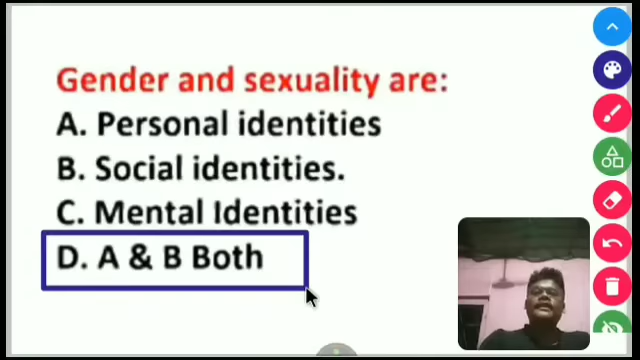 Gender and sexuality are:
A. Personal identities
B. Social identities.
C. Mental Identities
D. A & B Both